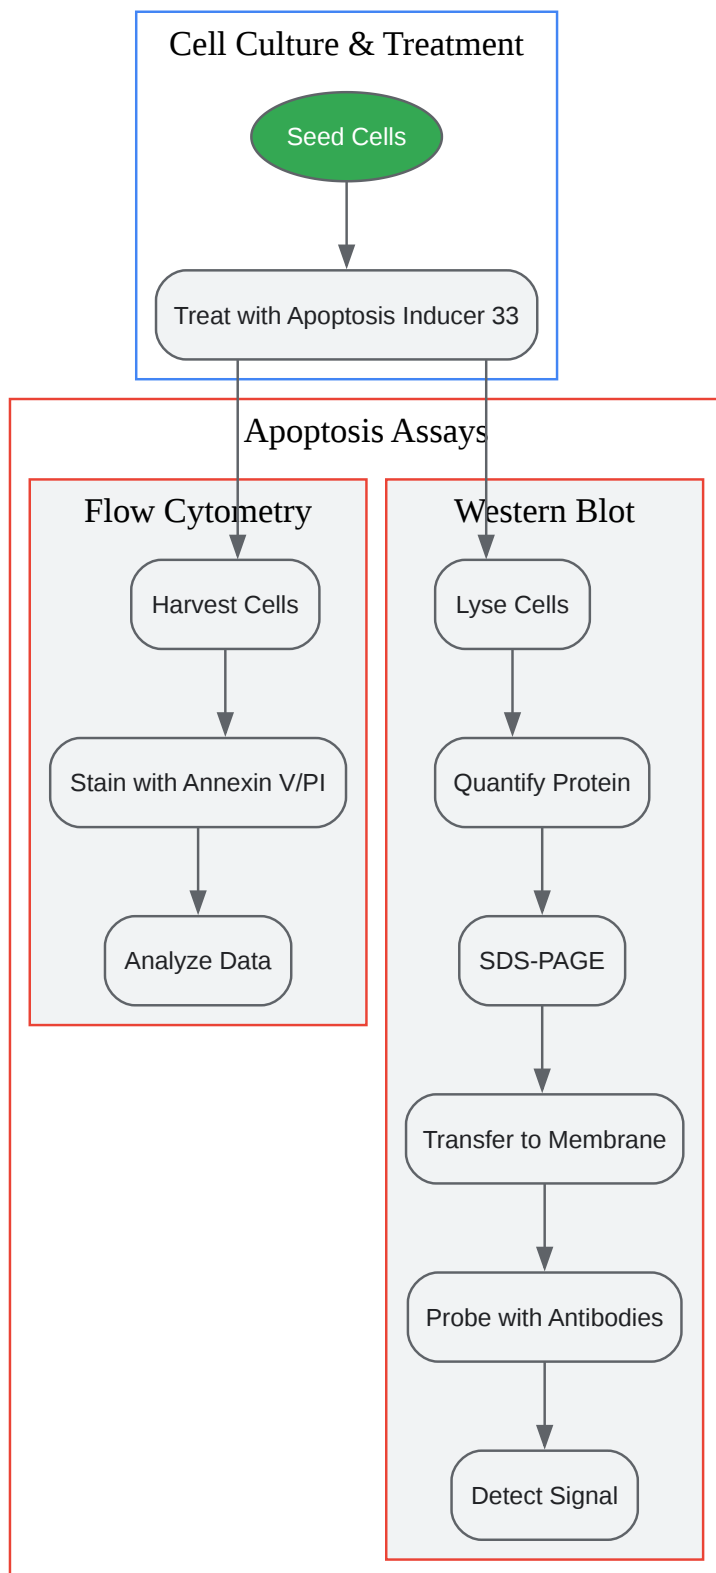 Cell Culture & Treatment
Seed Cells
Treat with Apoptosis Inducer 33
Apoptosis Assays
Flow Cytometry
Harvest Cells
Stain with Annexin V/PI
Analyze Data
Western Blot
Lyse Cells
Quantify Protein
SDS-PAGE
Transfer to Membrane
Probe with Antibodies
Detect Signal